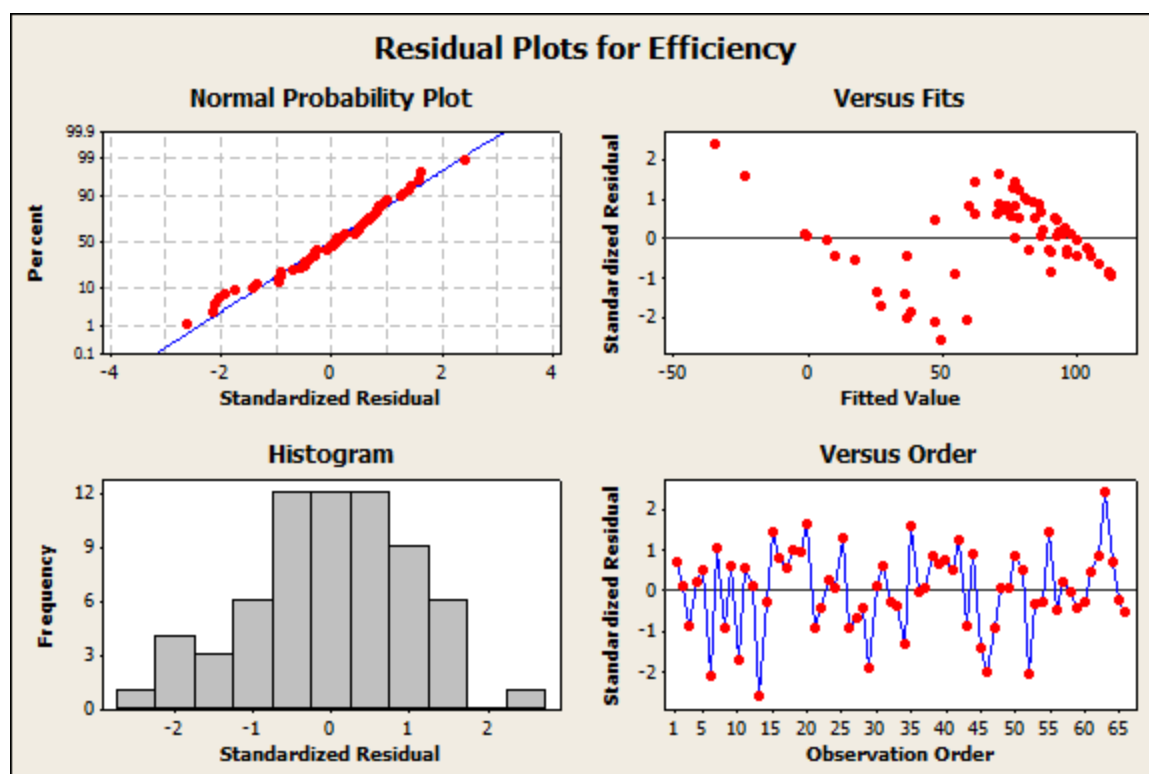 Residual Plots for Efficiency
Normal Probability Plot
Versus Fits
99.9
99
90
50
10
1
0.1
Percent
-4
-2
0
2
4
Standardized Residual
2
1
0
-1
-2
Standardized Residual
-50
0
50
100
Fitted Value
Histogram
Versus Order
12
9
6
3
0
Frequency
-2
-1
0
1
2
Standardized Residual
2
1
0
-1
-2
Standardized Residual
1 5 10 15 20 25 30 35 40 45 50 55 60 65
Observation Order